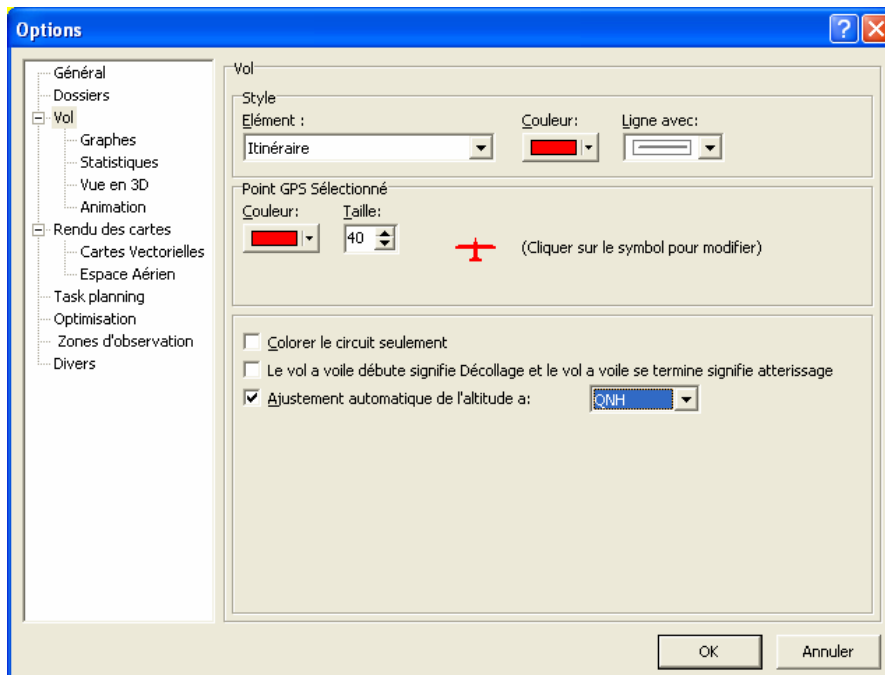 Options
Général
Dossiers
Vol
Graphes
Statistiques
Vue en 3D
Animation
Rendu des cartes
Cartes Vectorielles
Espace Aérien
Task planning
Optimisation
Zones d'observation
Divers
Vol
Style
Elément :
Couleur:
Ligne avec:
Itinéraire
Point GPS Sélectionné
Couleur:
Taille:
40
(Cliquer sur le symbol pour modifier)
Colorer le circuit seulement
Le vol a voile débute signifie Décollage et le vol a voile se termine signifie atterissage
Ajustement automatique de l'altitude a:
QNH
OK
Annuler